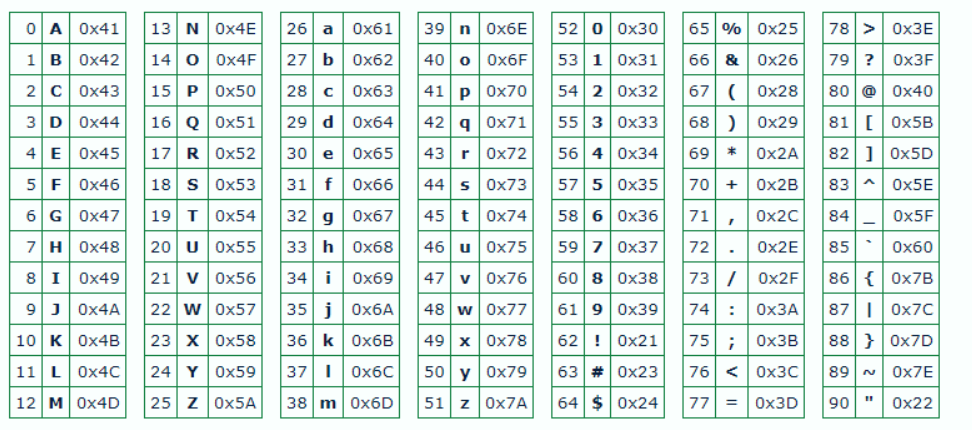 0 A 0x41 13 N 0x4E 26 a 0x61 39 n 0x6E 52 0 0x30 65 % 0x25 78 > 0x3E
1 B 0x42 14 O 0x4F 27 b 0x62 40 o 0x6F 53 1 0x31 66 & 0x26 79 ? 0x3F
2 C 0x43 15 P 0x50 28 c 0x63 41 p 0x70 54 2 0x32 67 ( 0x28 80 @ 0x40
3 D 0x44 16 Q 0x51 29 d 0x64 42 q 0x71 55 3 0x33 68 ) 0x29 81 [ 0x5B
4 E 0x45 17 R 0x52 30 e 0x65 43 r 0x72 56 4 0x34 69 * 0x2A 82 ] 0x5D
5 F 0x46 18 S 0x53 31 f 0x66 44 s 0x73 57 5 0x35 70 + 0x2B 83 ^ 0x5E
6 G 0x47 19 T 0x54 32 g 0x67 45 t 0x74 58 6 0x36 71 , 0x2C 84 _ 0x5F
7 H 0x48 20 U 0x55 33 h 0x68 46 u 0x75 59 7 0x37 72 . 0x2E 85 ` 0x60
8 I 0x49 21 V 0x56 34 i 0x69 47 v 0x76 60 8 0x38 73 / 0x2F 86 { 0x7B
9 J 0x4A 22 W 0x57 35 j 0x6A 48 w 0x77 61 9 0x39 74 : 0x3A 87 | 0x7C
10 K 0x4B 23 X 0x58 36 k 0x6B 49 x 0x78 62 ! 0x21 75 ; 0x3B 88 } 0x7D
11 L 0x4C 24 Y 0x59 37 l 0x6C 50 y 0x79 63 # 0x23 76 < 0x3C 89 ~ 0x7E
12 M 0x4D 25 Z 0x5A 38 m 0x6D 51 z 0x7A 64 $ 0x24 77 = 0x3D 90 " 0x22